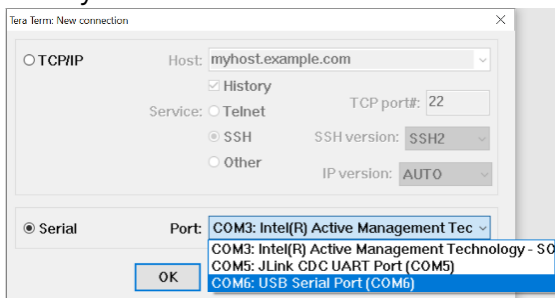 Tera Term: New connection
TCP/IP
Host: myhost.example.com
History
Service: Telnet
TCP port#: 22
SSH
SSH version: SSH2
Other
IP version: AUTO
Serial
Port: COM3: Intel(R) Active Management Tec
COM3: Intel(R) Active Management Technology - SO
COM5: JLink CDC UART Port (COM5)
COM6: USB Serial Port (COM6)
OK